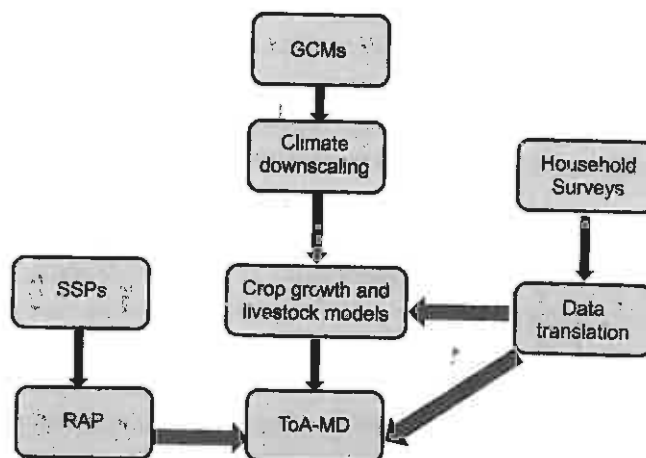 GCMs
Climate
downscaling
Household
Surveys
SSPs
Crop growth and
livestock models
Data
translation
RAP
ToA-MD